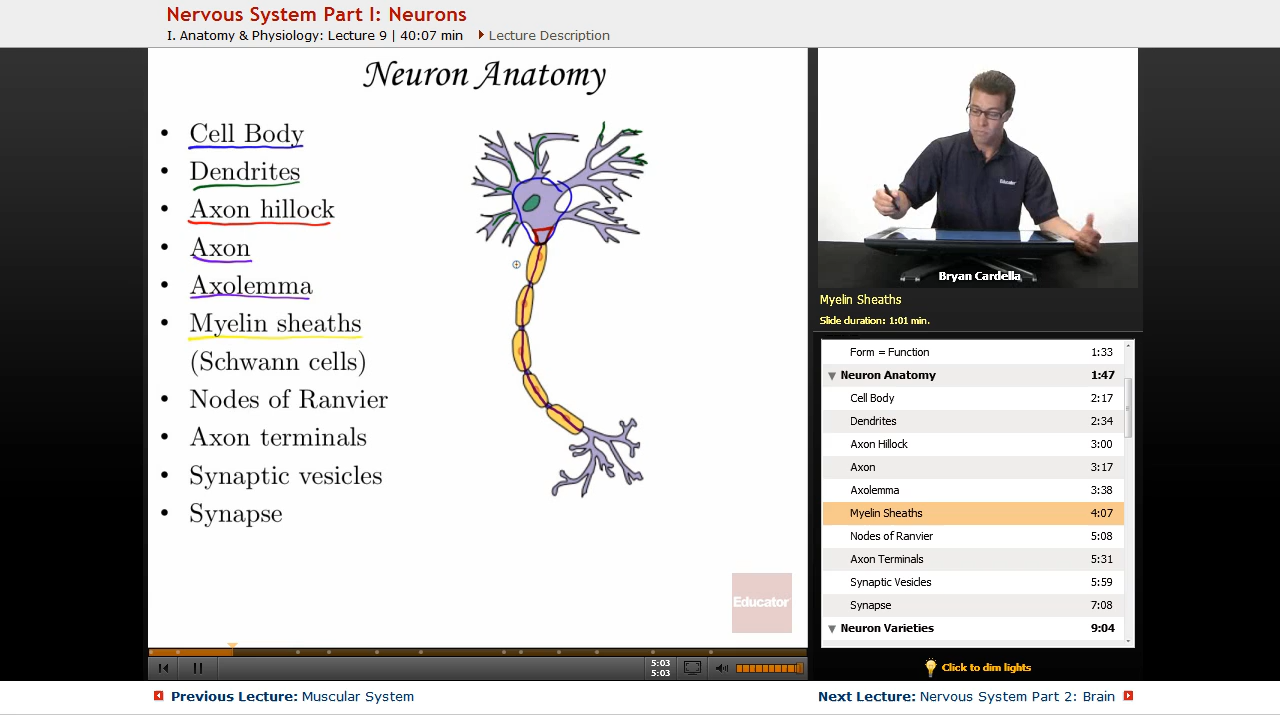 Nervous System Part I: Neurons
I. Anatomy & Physiology: Lecture 9 | 40:07 min
Lecture Description
Neuron Anatomy
• Cell Body
• Dendrites
• Axon hillock
• Axon
• Axolemma
• Myelin sheaths
(Schwann cells)
• Nodes of Ranvier
• Axon terminals
• Synaptic vesicles
• Synapse
Educator
5:03
5:03
Educator
Bryan Cardella
Myelin Sheaths
Slide duration: 1:01 min.
Form = Function 1:33
Neuron Anatomy 1:47
Cell Body 2:17
Dendrites 2:34
Axon Hillock 3:00
Axon 3:17
Axolemma 3:38
Myelin Sheaths 4:07
Nodes of Ranvier 5:08
Axon Terminals 5:31
Synaptic Vesicles 5:59
Synapse 7:08
Neuron Varieties 9:04
Click to dim lights
Previous Lecture: Muscular System
Next Lecture: Nervous System Part 2: Brain